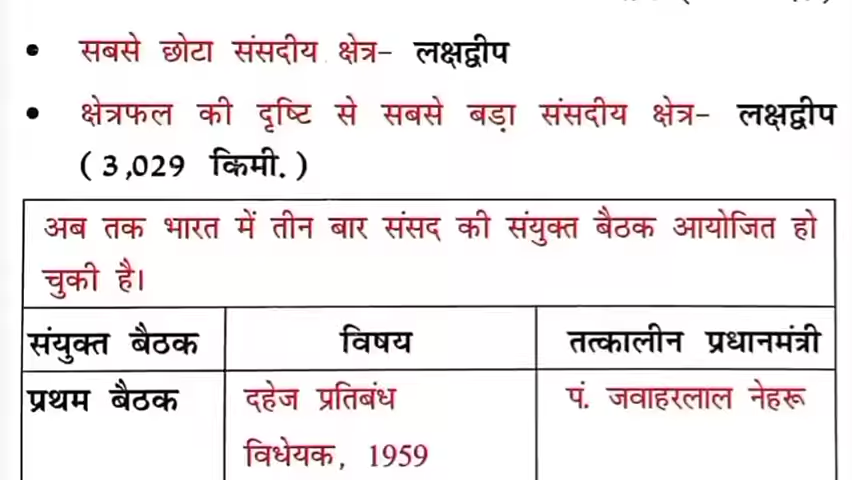 • सबसे छोटा संसदीय क्षेत्र– लक्षद्वीप
• क्षेत्रफल की दृष्टि से सबसे बड़ा संसदीय क्षेत्र– लक्षद्वीप
(3,029 किमी.)
अब तक भारत में तीन बार संसद की संयुक्त बैठक आयोजित हो
चुकी है।
संयुक्त बैठक विषय तत्कालीन प्रधानमंत्री
प्रथम बैठक दहेज प्रतिबंध पं. जवाहरलाल नेहरू
विधेयक, 1959